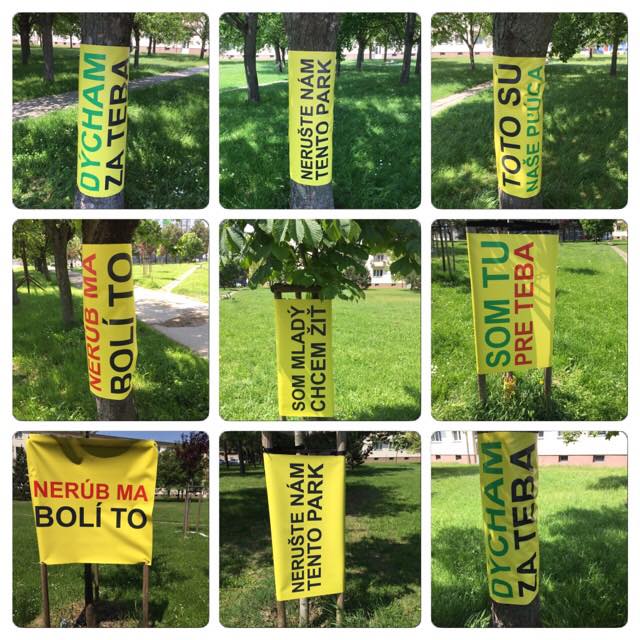 DÝCHAM
ZA TEBA
NERUŠTE NÁM
TENTO PARK
TOTO SÚ
NAŠE PĽÚCA
NERÚB MA
BOLÍ TO
SOM MLADÝ
CHCEM ŽIŤ
SOM TU
PRE TEBA
NERÚB MA
BOLÍ TO
NERUŠTE NÁM
TENTO PARK
DÝCHAM
ZA TEBA